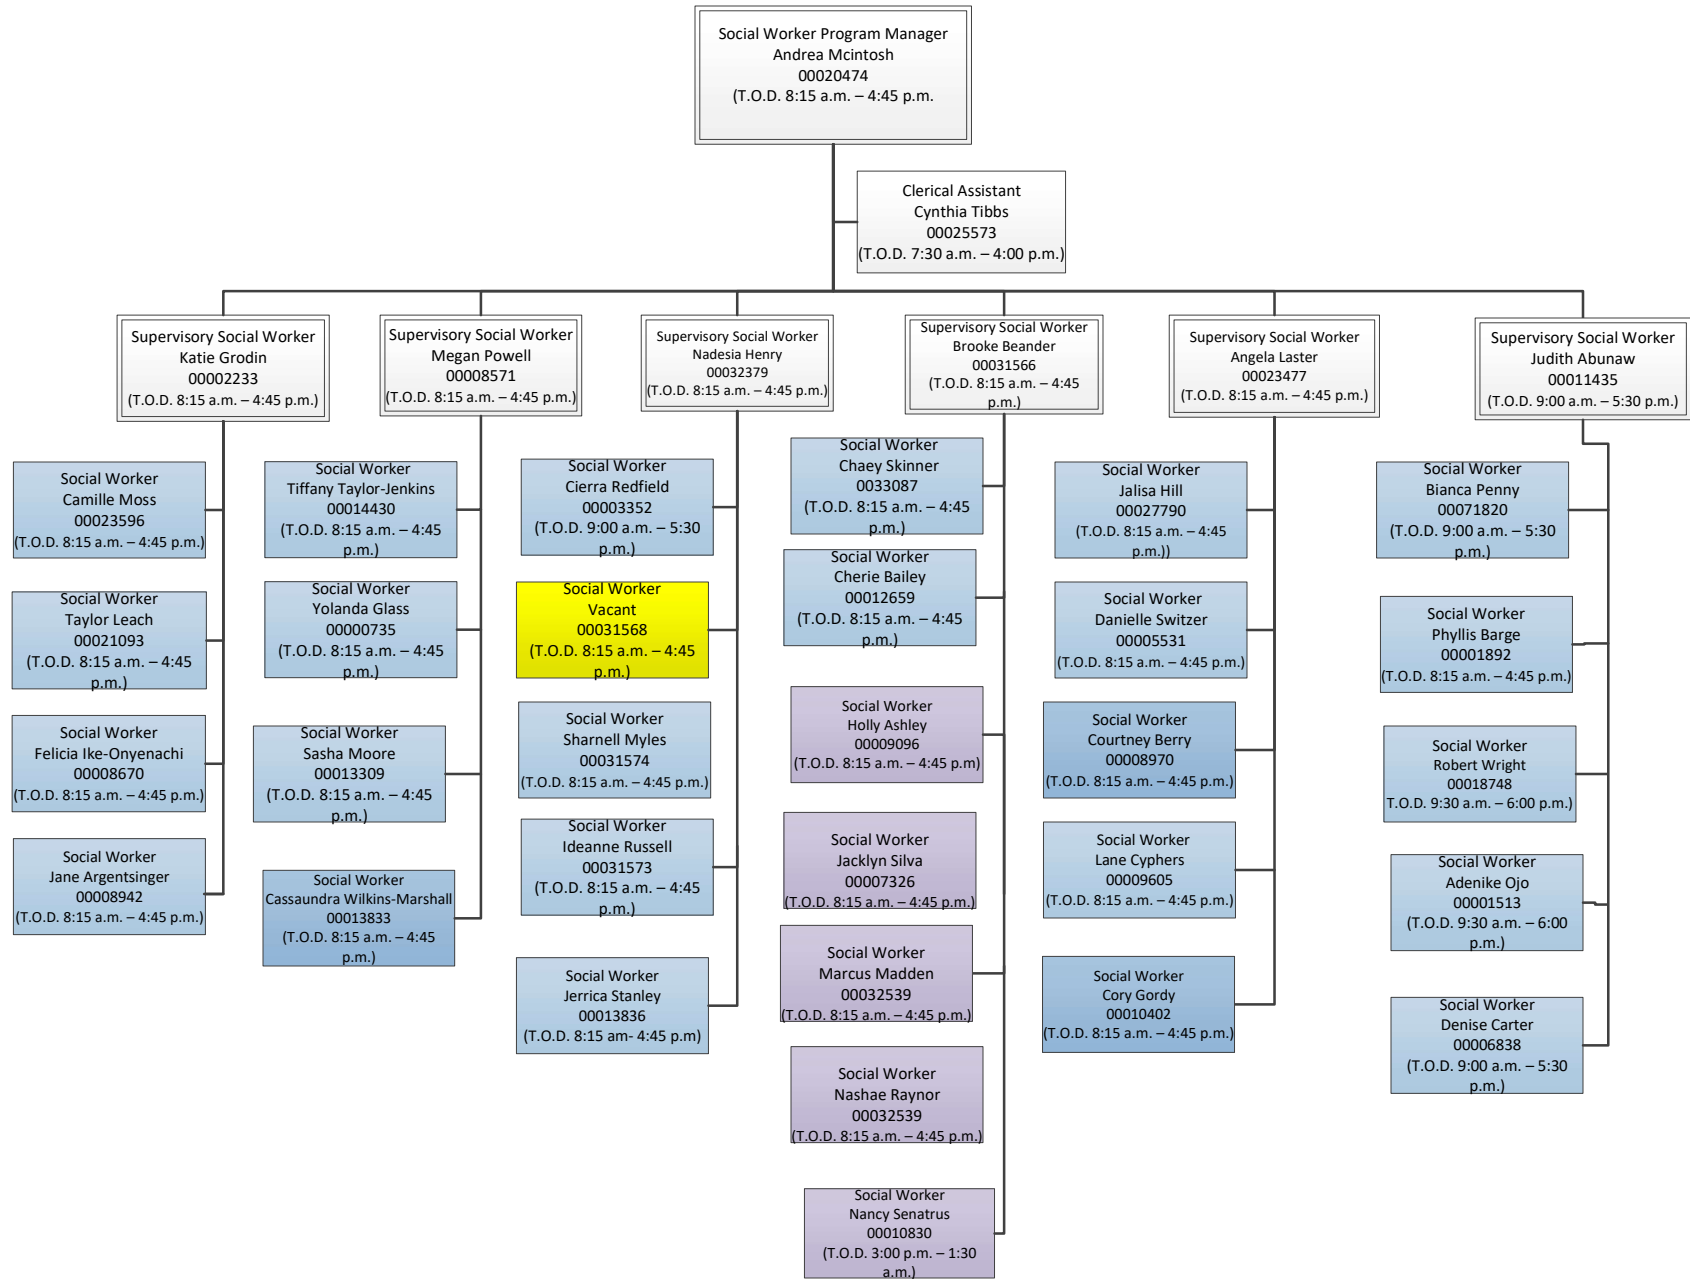 Social Worker Program Manager
Andrea Mcintosh
00020474
(T.O.D. 8:15 a.m. – 4:45 p.m.
Clerical Assistant
Cynthia Tibbs
00025573
(T.O.D. 7:30 a.m. – 4:00 p.m.)
Supervisory Social Worker
Katie Grodin
00002233
(T.O.D. 8:15 a.m. – 4:45 p.m.)
Supervisory Social Worker
Megan Powell
00008571
(T.O.D. 8:15 a.m. – 4:45 p.m.)
Supervisory Social Worker
Nadesia Henry
00032379
(T.O.D. 8:15 a.m. – 4:45 p.m.)
Supervisory Social Worker
Brooke Beander
00031566
(T.O.D. 8:15 a.m. – 4:45
p.m.)
Supervisory Social Worker
Angela Laster
00023477
(T.O.D. 8:15 a.m. – 4:45 p.m.)
Supervisory Social Worker
Judith Abunaw
00011435
(T.O.D. 9:00 a.m. – 5:30 p.m.)
Social Worker
Camille Moss
00023596
(T.O.D. 8:15 a.m. – 4:45 p.m.)
Social Worker
Taylor Leach
00021093
(T.O.D. 8:15 a.m. – 4:45
p.m.)
Social Worker
Felicia Ike-Onyenachi
00008670
(T.O.D. 8:15 a.m. – 4:45 p.m.)
Social Worker
Jane Argentsinger
00008942
(T.O.D. 8:15 a.m. – 4:45 p.m.)
Social Worker
Tiffany Taylor-Jenkins
00014430
(T.O.D. 8:15 a.m. – 4:45
p.m.)
Social Worker
Yolanda Glass
00000735
(T.O.D. 8:15 a.m. – 4:45
p.m.)
Social Worker
Sasha Moore
00013309
(T.O.D. 8:15 a.m. – 4:45
p.m.)
Social Worker
Cassaundra Wilkins-Marshall
00013833
(T.O.D. 8:15 a.m. – 4:45
p.m.)
Social Worker
Cierra Redfield
00003352
(T.O.D. 9:00 a.m. – 5:30
p.m.)
Social Worker
Vacant
00031568
(T.O.D. 8:15 a.m. – 4:45
p.m.)
Social Worker
Sharnell Myles
00031574
(T.O.D. 8:15 a.m. – 4:45 p.m.)
Social Worker
Ideanne Russell
00031573
(T.O.D. 8:15 a.m. – 4:45
p.m.)
Social Worker
Jerrica Stanley
00013836
(T.O.D. 8:15 am- 4:45 p.m)
Social Worker
Chaey Skinner
0033087
(T.O.D. 8:15 a.m. – 4:45
p.m.)
Social Worker
Cherie Bailey
00012659
(T.O.D. 8:15 a.m. – 4:45
p.m.)
Social Worker
Holly Ashley
00009096
(T.O.D. 8:15 a.m. – 4:45 p.m)
Social Worker
Jacklyn Silva
00007326
(T.O.D. 8:15 a.m. – 4:45 p.m.)
Social Worker
Marcus Madden
00032539
(T.O.D. 8:15 a.m. – 4:45 p.m.)
Social Worker
Nashae Raynor
00032539
(T.O.D. 8:15 a.m. – 4:45 p.m.)
Social Worker
Nancy Senatrus
00010830
(T.O.D. 3:00 p.m. – 1:30
a.m.)
Social Worker
Jalisa Hill
00027790
(T.O.D. 8:15 a.m. – 4:45
p.m.))
Social Worker
Danielle Switzer
00005531
(T.O.D. 8:15 a.m. – 4:45 p.m.)
Social Worker
Courtney Berry
00008970
(T.O.D. 8:15 a.m. – 4:45 p.m.)
Social Worker
Lane Cyphers
00009605
(T.O.D. 8:15 a.m. – 4:45 p.m.)
Social Worker
Cory Gordy
00010402
(T.O.D. 8:15 a.m. – 4:45 p.m.)
Social Worker
Bianca Penny
00071820
(T.O.D. 9:00 a.m. – 5:30
p.m.)
Social Worker
Phyllis Barge
00001892
(T.O.D. 8:15 a.m. – 4:45 p.m.)
Social Worker
Robert Wright
00018748
T.O.D. 9:30 a.m. – 6:00 p.m.)
Social Worker
Adenike Ojo
00001513
(T.O.D. 9:30 a.m. – 6:00
p.m.)
Social Worker
Denise Carter
00006838
(T.O.D. 9:00 a.m. – 5:30
p.m.)